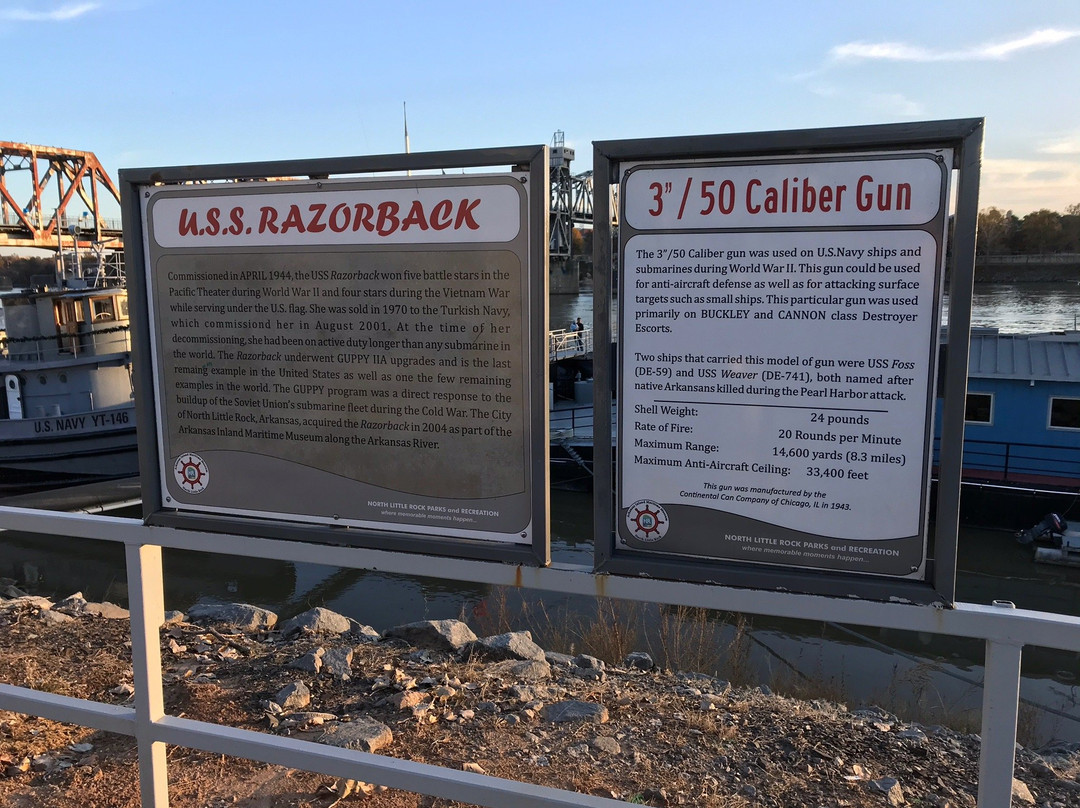 U.S.S. RAZORBACK
Commissioned in APRIL 1944, the USS Razorback won five battle stars in the
Pacific Theater during World War II and four stars during the Vietnam War
while serving under the U.S. flag. She was sold in 1970 to the Turkish Navy,
which commissiond her in August 2001. At the time of her
decommissioning, she had been on active duty longer than any submarine in
the world. The Razorback underwent GUPPY IIA upgrades and is the last
remaing example in the United States as well as one the few remaining
examples in the world. The GUPPY program was a direct response to the
buildup of the Soviet Union's submarine fleet during the Cold War. The City
of North Little Rock, Arkansas, acquired the Razorback in 2004 as part of the
Arkansas Inland Maritime Museum along the Arkansas River.
NORTH LITTLE ROCK PARKS and RECREATION
where memorable moments happen...
3"/50 Caliber Gun
The 3"/50 Caliber gun was used on U.S.Navy ships and
submarines during World War II. This gun could be used
for anti-aircraft defense as well as for attacking surface
targets such as small ships. This particular gun was used
primarily on BUCKLEY and CANNON class Destroyer
Escorts.
Two ships that carried this model of gun were USS Foss
(DE-59) and USS Weaver (DE-741), both named after
native Arkansans killed during the Pearl Harbor attack.
Shell Weight: 24 pounds
Rate of Fire: 20 Rounds per Minute
Maximum Range: 14,600 yards (8.3 miles)
Maximum Anti-Aircraft Ceiling: 33,400 feet
This gun was manufactured by the
Continental Can Company of Chicago, IL in 1943.
NORTH LITTLE ROCK PARKS and RECREATION
where memorable moments happen...
U.S. NAVY YT-146